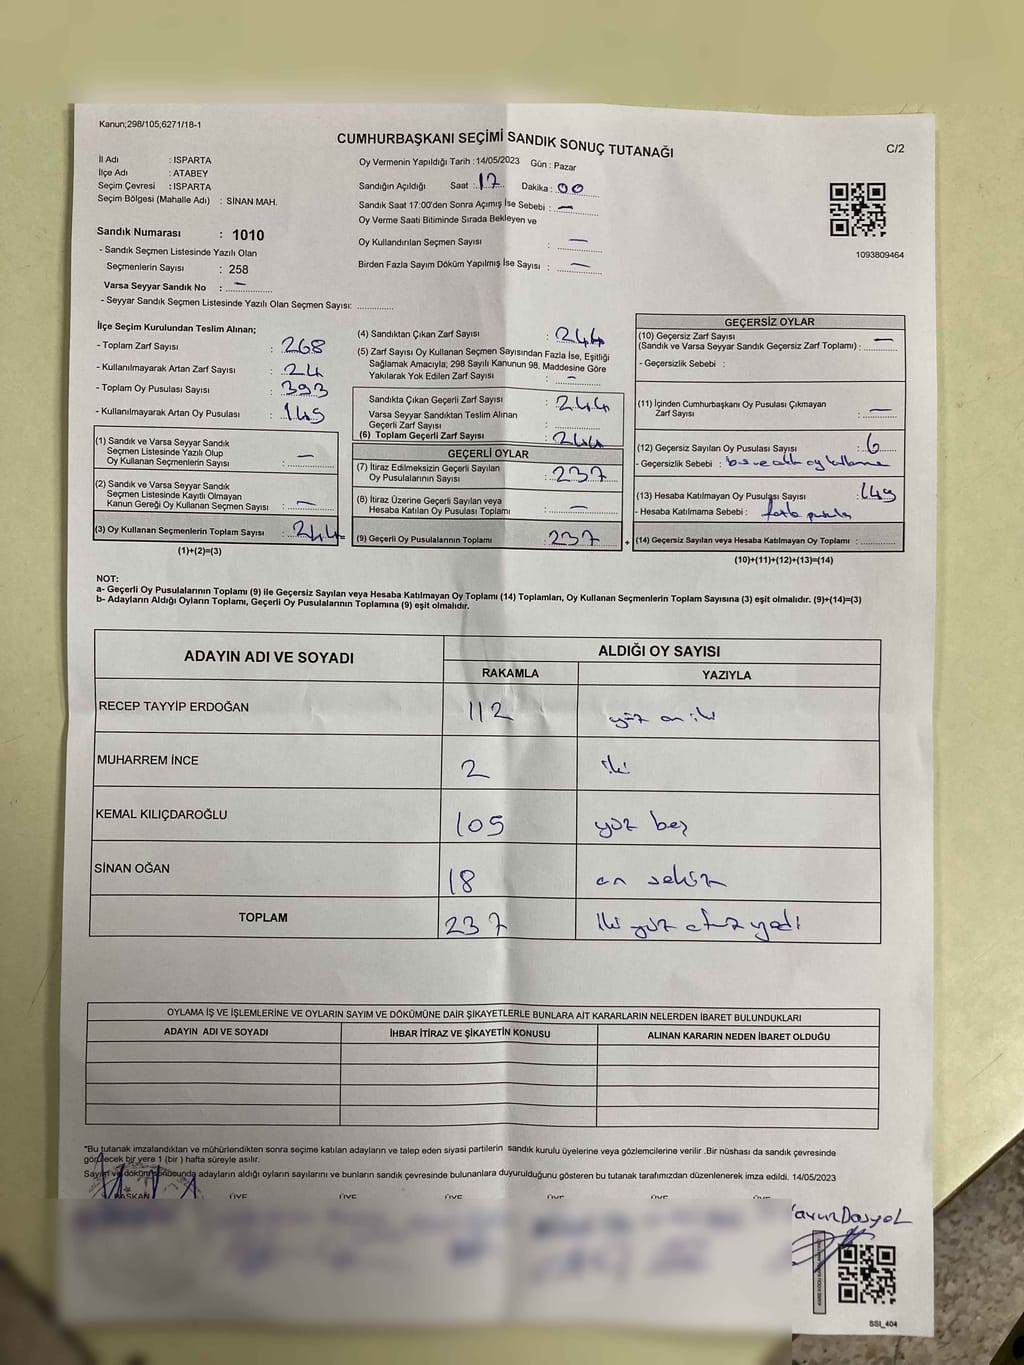 Kanun;298/105,6271/18-1
CUMHURBAŞKANI SEÇİMİ SANDIK SONUÇ TUTANAĞI
C/2
İl Adı : ISPARTA
İlçe Adı : ATABEY
Seçim Çevresi : ISPARTA
Seçim Bölgesi (Mahalle Adı) : SİNAN MAH.
Sandık Numarası : 1010
- Sandık Seçmen Listesinde Yazılı Olan
Seçmenlerin Sayısı : 258
Varsa Seyyar Sandık No : —
- Seyyar Sandık Seçmen Listesinde Yazılı Olan Seçmen Sayısı: ............
Oy Vermenin Yapıldığı Tarih : 14/05/2023 Gün : Pazar
Sandığın Açıldığı Saat : 17 Dakika : 00
Sandık Saat 17:00'den Sonra Açımış İse Sebebi : —
Oy Verme Saati Bitiminde Sırada Bekleyen ve
Oy Kullandırılan Seçmen Sayısı : —
Birden Fazla Sayım Döküm Yapılmış İse Sayısı : —
1093809464
İlçe Seçim Kurulundan Teslim Alınan;
- Toplam Zarf Sayısı : 268
- Kullanılmayarak Artan Zarf Sayısı : 24
- Toplam Oy Pusulası Sayısı : 393
- Kullanılmayarak Artan Oy Pusulası : 149
(1) Sandık ve Varsa Seyyar Sandık
Seçmen Listesinde Yazılı Olup
Oy Kullanan Seçmenlerin Sayısı : —
(2) Sandık ve Varsa Seyyar Sandık
Seçmen Listesinde Kayıtlı Olmayan
Kanun Gereği Oy Kullanan Seçmen Sayısı : —
(3) Oy Kullanan Seçmenlerin Toplam Sayısı : 244
(1)+(2)=(3)
=
(4) Sandıktan Çıkan Zarf Sayısı : 244
(5) Zarf Sayısı Oy Kullanan Seçmen Sayısından Fazla İse, Eşitliği
Sağlamak Amacıyla; 298 Sayılı Kanunun 98. Maddesine Göre
Yakılarak Yok Edilen Zarf Sayısı : —
Sandıkta Çıkan Geçerli Zarf Sayısı : 244
Varsa Seyyar Sandıktan Teslim Alınan
Geçerli Zarf Sayısı : ............
(6) Toplam Geçerli Zarf Sayısı : 244
GEÇERLİ OYLAR
(7) İtiraz Edilmeksizin Geçerli Sayılan
Oy Pusulalarının Sayısı : 237
(8) İtiraz Üzerine Geçerli Sayılan veya
Hesaba Katılan Oy Pusulası Toplamı : —
(9) Geçerli Oy Pusulalarının Toplamı : 237
+
GEÇERSİZ OYLAR
(10) Geçersiz Zarf Sayısı
(Sandık ve Varsa Seyyar Sandık Geçersiz Zarf Toplamı) : —
- Geçersizlik Sebebi :
(11) İçinden Cumhurbaşkanı Oy Pusulası Çıkmayan
Zarf Sayısı : —
(12) Geçersiz Sayılan Oy Pusulası Sayısı : 6
- Geçersizlik Sebebi :
(13) Hesaba Katılmayan Oy Pusulası Sayısı : 149
- Hesaba Katılmama Sebebi : fazla pusula
(14) Geçersiz Sayılan veya Hesaba Katılmayan Oy Toplamı : ............
(10)+(11)+(12)+(13)=(14)
NOT:
a- Geçerli Oy Pusulalarının Toplamı (9) ile Geçersiz Sayılan veya Hesaba Katılmayan Oy Toplamı (14) Toplamları, Oy Kullanan Seçmenlerin Toplam Sayısına (3) eşit olmalıdır. (9)+(14)=(3)
b- Adayların Aldığı Oyların Toplamı, Geçerli Oy Pusulalarının Toplamına (9) eşit olmalıdır.
ADAYIN ADI VE SOYADI
ALDIĞI OY SAYISI
RAKAMLA YAZIYLA
RECEP TAYYİP ERDOĞAN 112 yüz on iki
MUHARREM İNCE 2 iki
KEMAL KILIÇDAROĞLU 105 yüz beş
SİNAN OĞAN 18 on sekiz
TOPLAM 237 iki yüz otuz yedi
OYLAMA İŞ VE İŞLEMLERİNE VE OYLARIN SAYIM VE DÖKÜMÜNE DAİR ŞİKAYETLERLE BUNLARA AİT KARARLARIN NELERDEN İBARET BULUNDUKLARI
ADAYIN ADI VE SOYADI İHBAR İTİRAZ VE ŞİKAYETİN KONUSU ALINAN KARARIN NEDEN İBARET OLDUĞU
*Bu tutanak imzalandıktan ve mühürlendikten sonra seçime katılan adayların ve talep eden siyasi partilerin sandık kurulu üyelerine veya gözlemcilerine verilir .Bir nüshası da sandık çevresinde
görülecek bir yere 1 (bir ) hafta süreyle asılır.
Sayım ve döküm sonucunda adayların aldığı oyların sayılarını ve bunların sandık çevresinde bulunanlara duyurulduğunu gösteren bu tutanak tarafımızdan düzenlenerek imza edildi. 14/05/2023
BAŞKAN ÜYE ÜYE ÜYE ÜYE ÜYE ÜYE
SSI_404